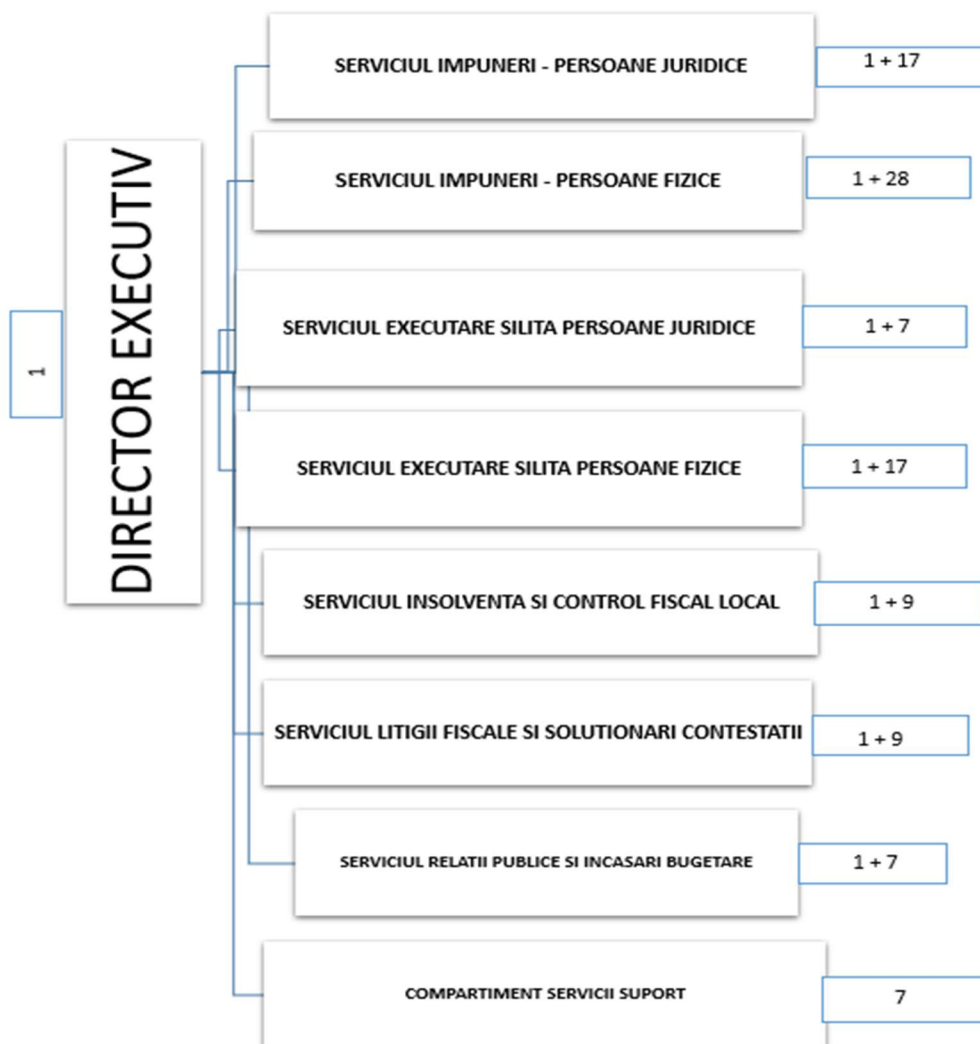 1
DIRECTOR EXECUTIV
SERVICIUL IMPUNERI - PERSOANE JURIDICE
1 + 17
SERVICIUL IMPUNERI - PERSOANE FIZICE
1 + 28
SERVICIUL EXECUTARE SILITA PERSOANE JURIDICE
1 + 7
SERVICIUL EXECUTARE SILITA PERSOANE FIZICE
1 + 17
SERVICIUL INSOLVENTA SI CONTROL FISCAL LOCAL
1 + 9
SERVICIUL LITIGII FISCALE SI SOLUTIONARI CONTESTATII
1 + 9
SERVICIUL RELATII PUBLICE SI INCASARI BUGETARE
1 + 7
COMPARTIMENT SERVICII SUPORT
7